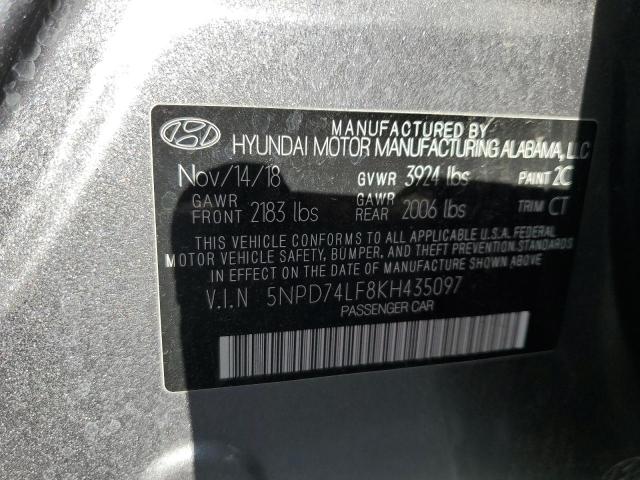 MANUFACTURED BY
HYUNDAI MOTOR MANUFACTURING ALABAMA, LLC
Nov/14/18 GVWR 3924 lbs PAINT 2C
GAWR FRONT 2183 lbs GAWR REAR 2006 lbs TRIM CT
THIS VEHICLE CONFORMS TO ALL APPLICABLE U.S.A. FEDERAL
MOTOR VEHICLE SAFETY, BUMPER, AND THEFT PREVENTION STANDARDS
IN EFFECT ON THE DATE OF MANUFACTURE SHOWN ABOVE
V.I.N 5NPD74LF8KH435097
PASSENGER CAR